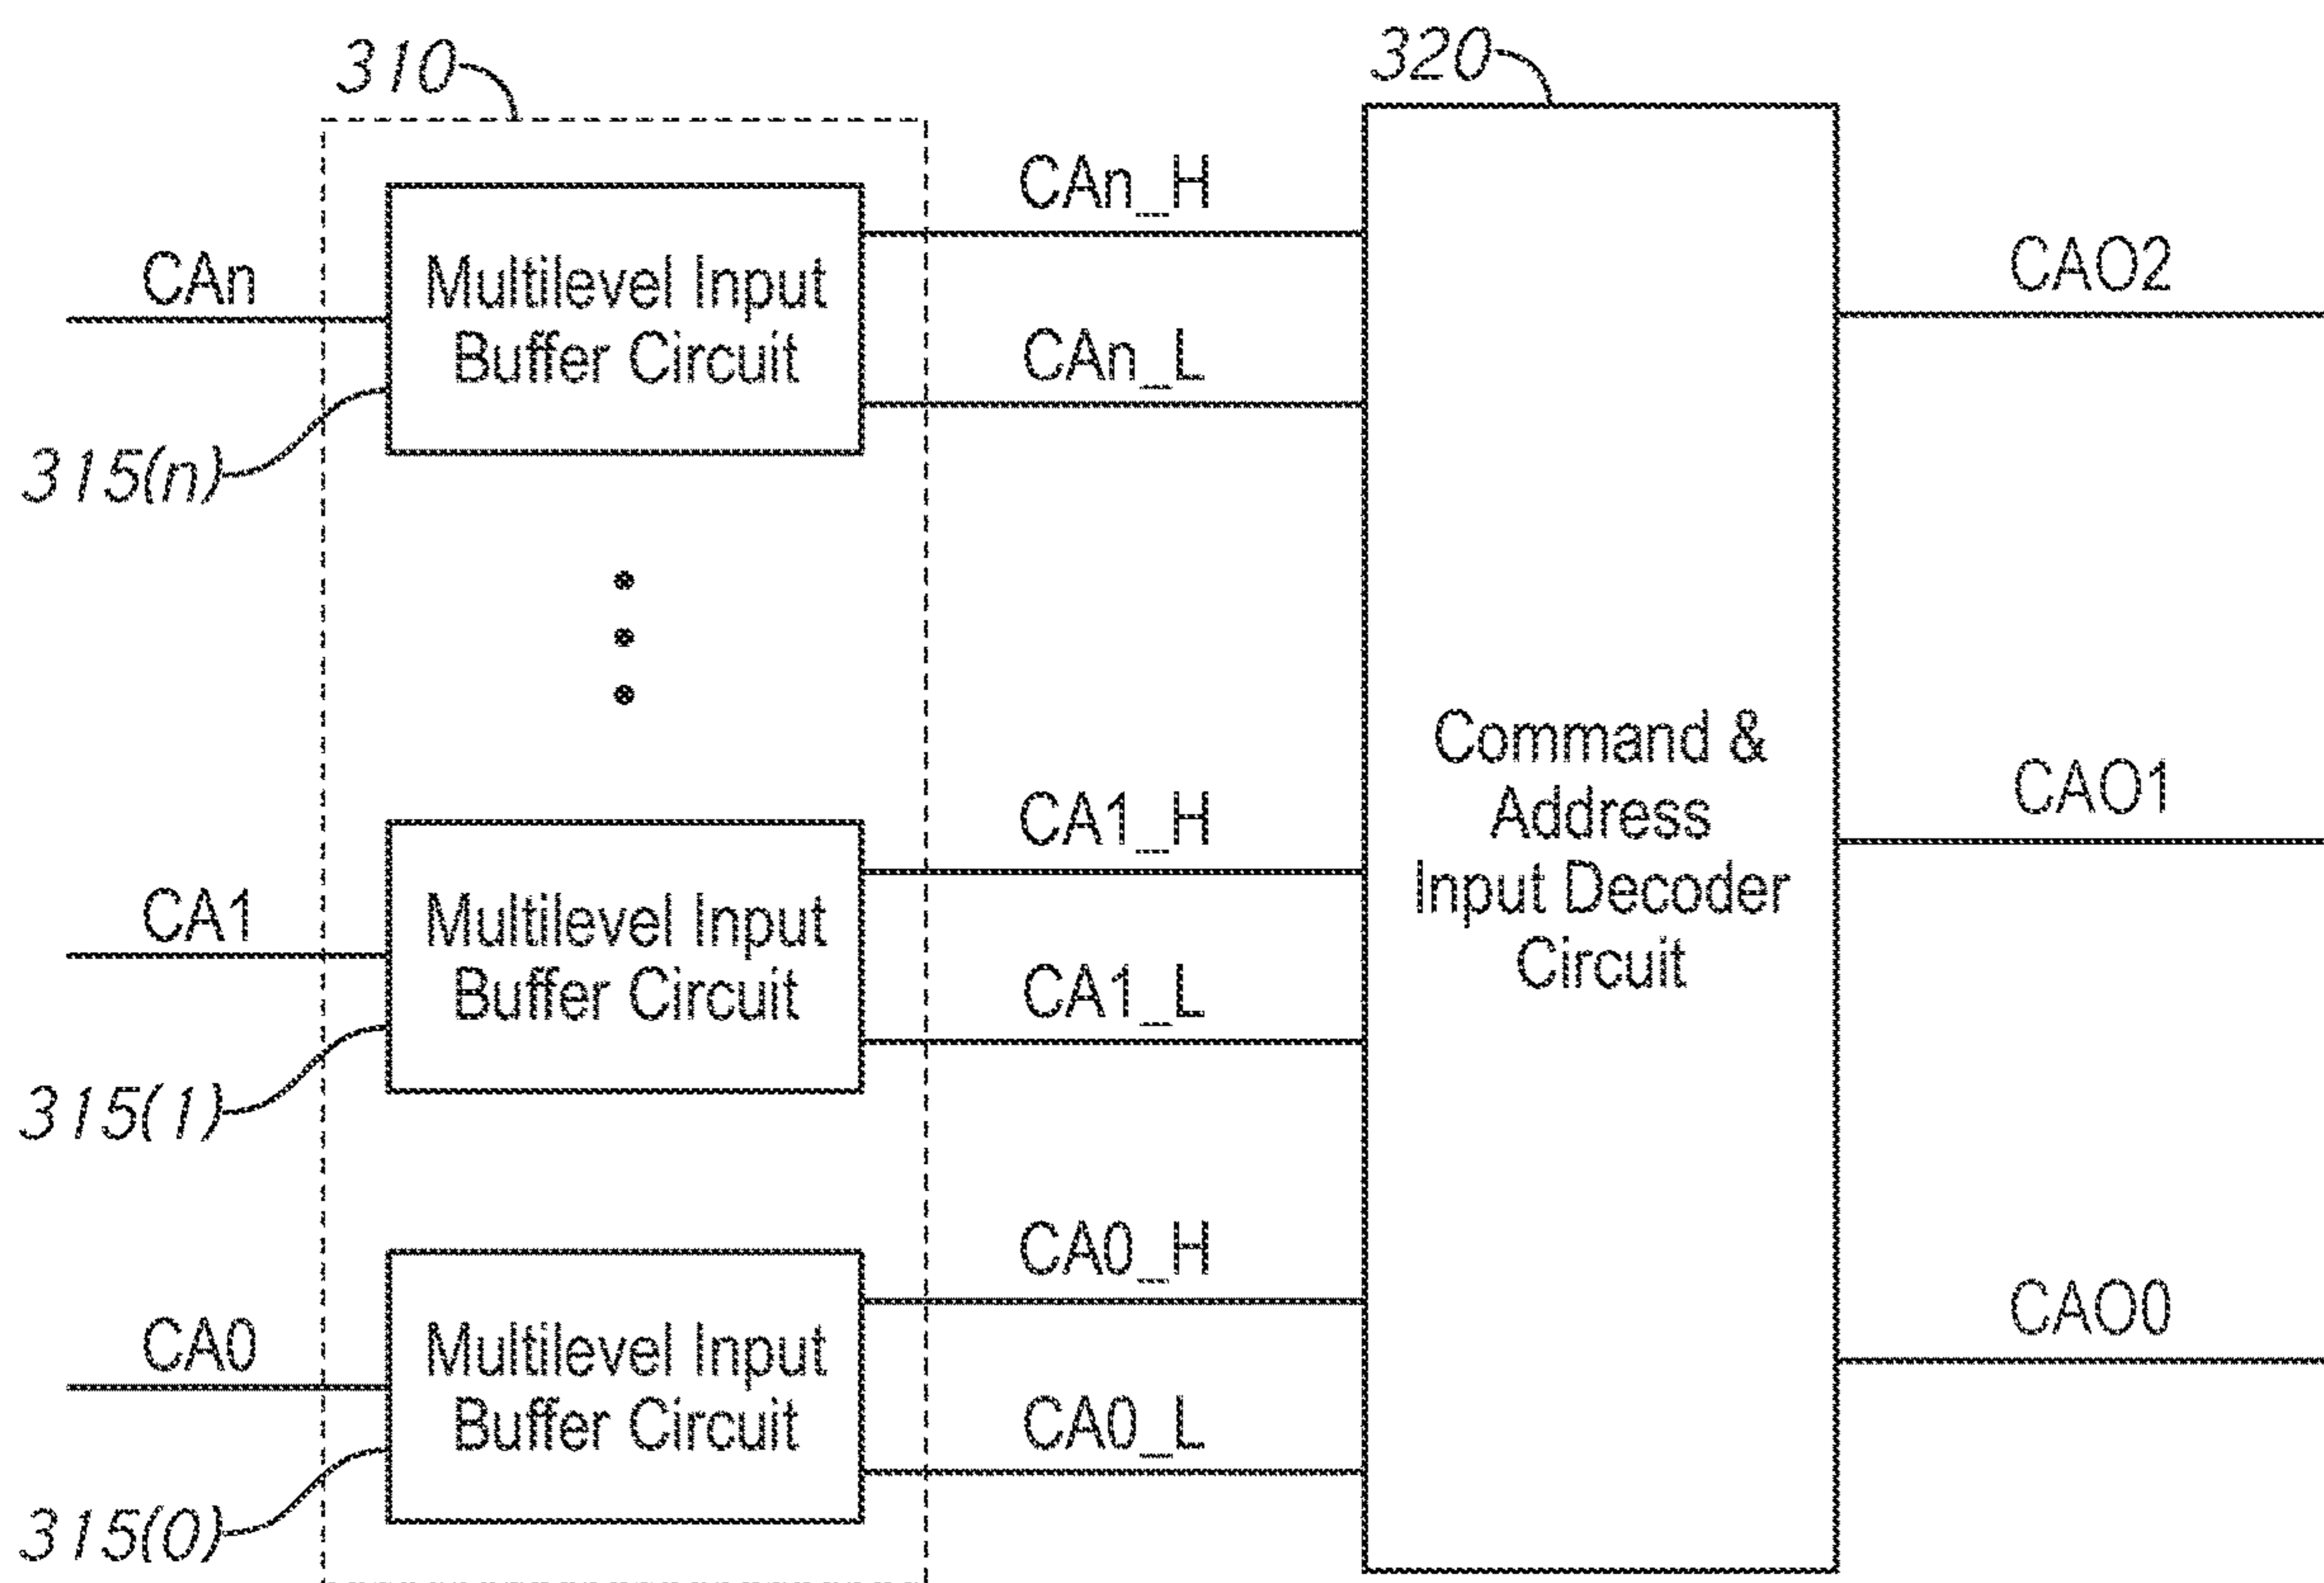 310
320
CAn_H
CAn
Multilevel Input
Buffer Circuit
CAn_L
315(n)
CAO2
Command &
Address
Input Decoder
Circuit
CA1_H
CA1
Multilevel Input
Buffer Circuit
CA1_L
315(1)
CAO1
CA0_H
CA0
Multilevel Input
Buffer Circuit
CA0_L
315(0)
CAO0